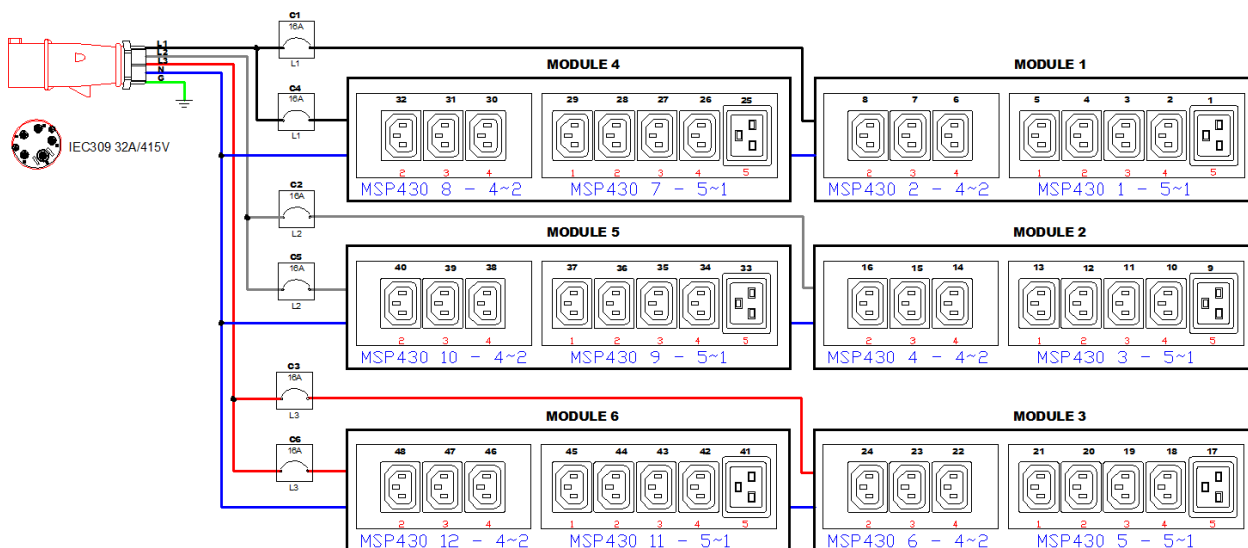 C1
16A
L1
L1
L2
L3
N
G
IEC309 32A/415V
C4
16A
L1
MODULE 4
32 31 30 29 28 27 26 25
2 3 4 1 2 3 4 5
MSP430 8 - 4~2 MSP430 7 - 5~1
MODULE 1
8 7 6 5 4 3 2 1
2 3 4 1 2 3 4 5
MSP430 2 - 4~2 MSP430 1 - 5~1
C2
16A
L2
C5
16A
L2
MODULE 5
40 39 38 37 36 35 34 33
2 3 4 1 2 3 4 5
MSP430 10 - 4~2 MSP430 9 - 5~1
MODULE 2
16 15 14 13 12 11 10 9
2 3 4 1 2 3 4 5
MSP430 4 - 4~2 MSP430 3 - 5~1
C3
16A
L3
C6
16A
L3
MODULE 6
48 47 46 45 44 43 42 41
2 3 4 1 2 3 4 5
MSP430 12 - 4~2 MSP430 11 - 5~1
MODULE 3
24 23 22 21 20 19 18 17
2 3 4 1 2 3 4 5
MSP430 6 - 4~2 MSP430 5 - 5~1